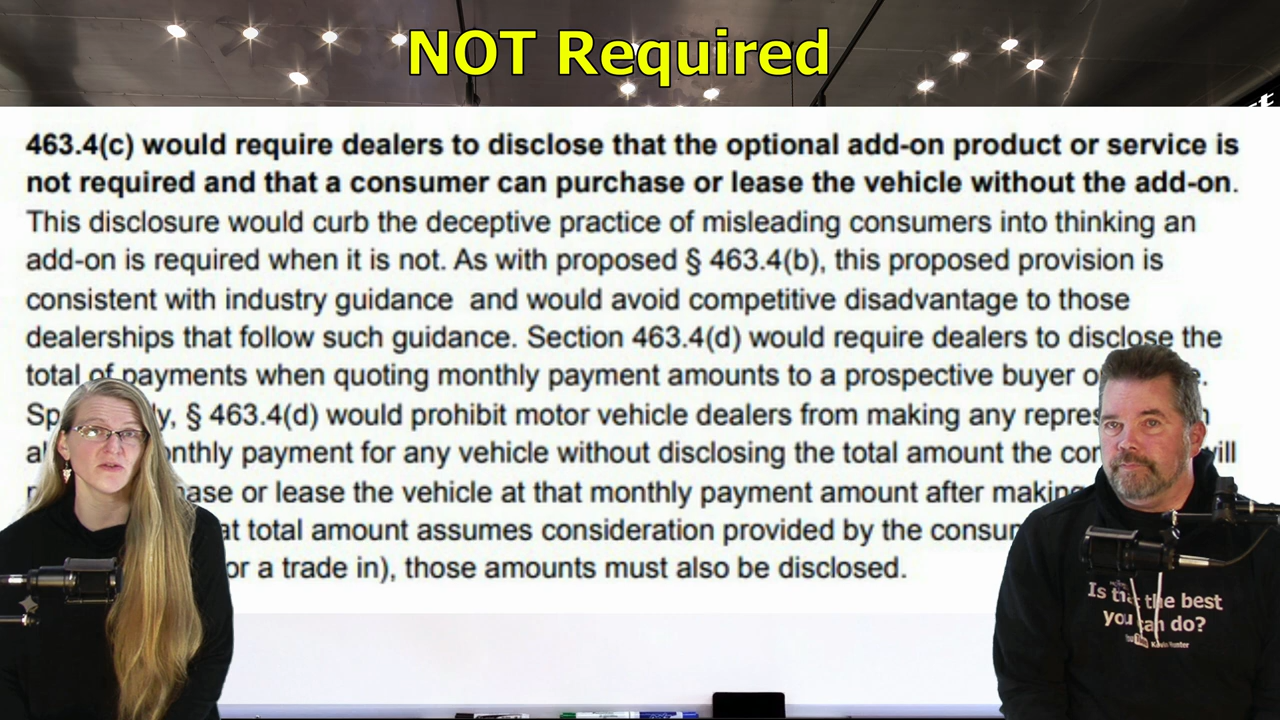 NOT Required
463.4(c) would require dealers to disclose that the optional add-on product or service is
not required and that a consumer can purchase or lease the vehicle without the add-on.
This disclosure would curb the deceptive practice of misleading consumers into thinking an
add-on is required when it is not. As with proposed § 463.4(b), this proposed provision is
consistent with industry guidance and would avoid competitive disadvantage to those
dealerships that follow such guidance. Section 463.4(d) would require dealers to disclose the
total of payments when quoting monthly payment amounts to a prospective buyer
§ 463.4(d) would prohibit motor vehicle dealers from making any
payment for any vehicle without disclosing the total amount the
or lease the vehicle at that monthly payment amount after
total amount assumes consideration provided by the
or a trade in), those amounts must also be disclosed.
Is the best
you can do?